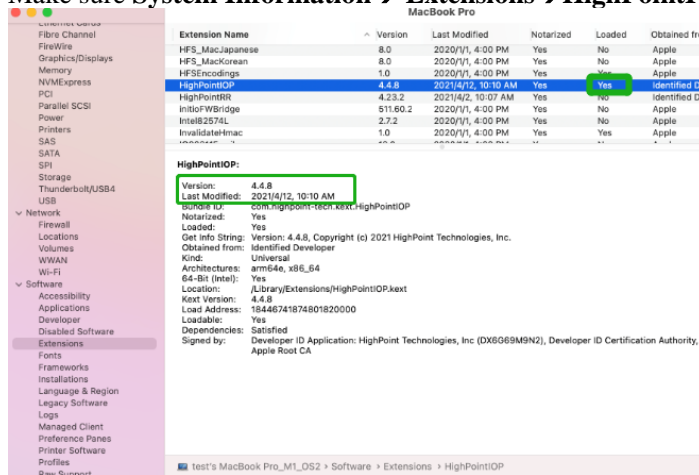 Make sure System Information → Extensions → HighPointI
MacBook Pro
Ethernet Cards
Fibre Channel
FireWire
Graphics/Displays
Memory
NVMExpress
PCI
Parallel SCSI
Power
Printers
SAS
SATA
SPI
Storage
Thunderbolt/USB4
USB
Network
Firewall
Locations
Volumes
WWAN
Wi-Fi
Software
Accessibility
Applications
Developer
Disabled Software
Extensions
Fonts
Frameworks
Installations
Language & Region
Legacy Software
Logs
Managed Client
Preference Panes
Printer Software
Profiles
Raw Support
Extension Name Version Last Modified Notarized Loaded Obtained fr
HFS_MacJapanese 8.0 2020/1/1, 4:00 PM Yes No Apple
HFS_MacKorean 8.0 2020/1/1, 4:00 PM Yes No Apple
HFSEncodings 1.0 2020/1/1, 4:00 PM Yes Yes Apple
HighPointIOP 4.4.8 2021/4/12, 10:10 AM Yes Yes Identified D
HighPointRR 4.23.2 2021/4/2, 10:07 AM Yes No Identified D
initioFWBridge 511.60.2 2020/1/1, 4:00 PM Yes No Apple
Intel82574L 2.7.2 2020/1/1, 4:00 PM Yes No Apple
InvalidateHmac 1.0 2020/1/1, 4:00 PM Yes Yes Apple
HighPointIOP:
Version: 4.4.8
Last Modified: 2021/4/12, 10:10 AM
Bundle ID: com.highpoint-tech.kext.HighPointIOP
Notarized: Yes
Loaded: Yes
Get Info String: Version: 4.4.8, Copyright (c) 2021 HighPoint Technologies, Inc.
Obtained from: Identified Developer
Kind: Universal
Architectures: arm64e, x86_64
64-Bit (Intel): Yes
Location: /Library/Extensions/HighPointIOP.kext
Kext Version: 4.4.8
Load Address: 18446741874801820000
Loadable: Yes
Dependencies: Satisfied
Signed by: Developer ID Application: HighPoint Technologies, Inc (DX6G69M9N2), Developer ID Certification Authority,
Apple Root CA
test's MacBook Pro_M1_OS2 › Software › Extensions › HighPointIOP